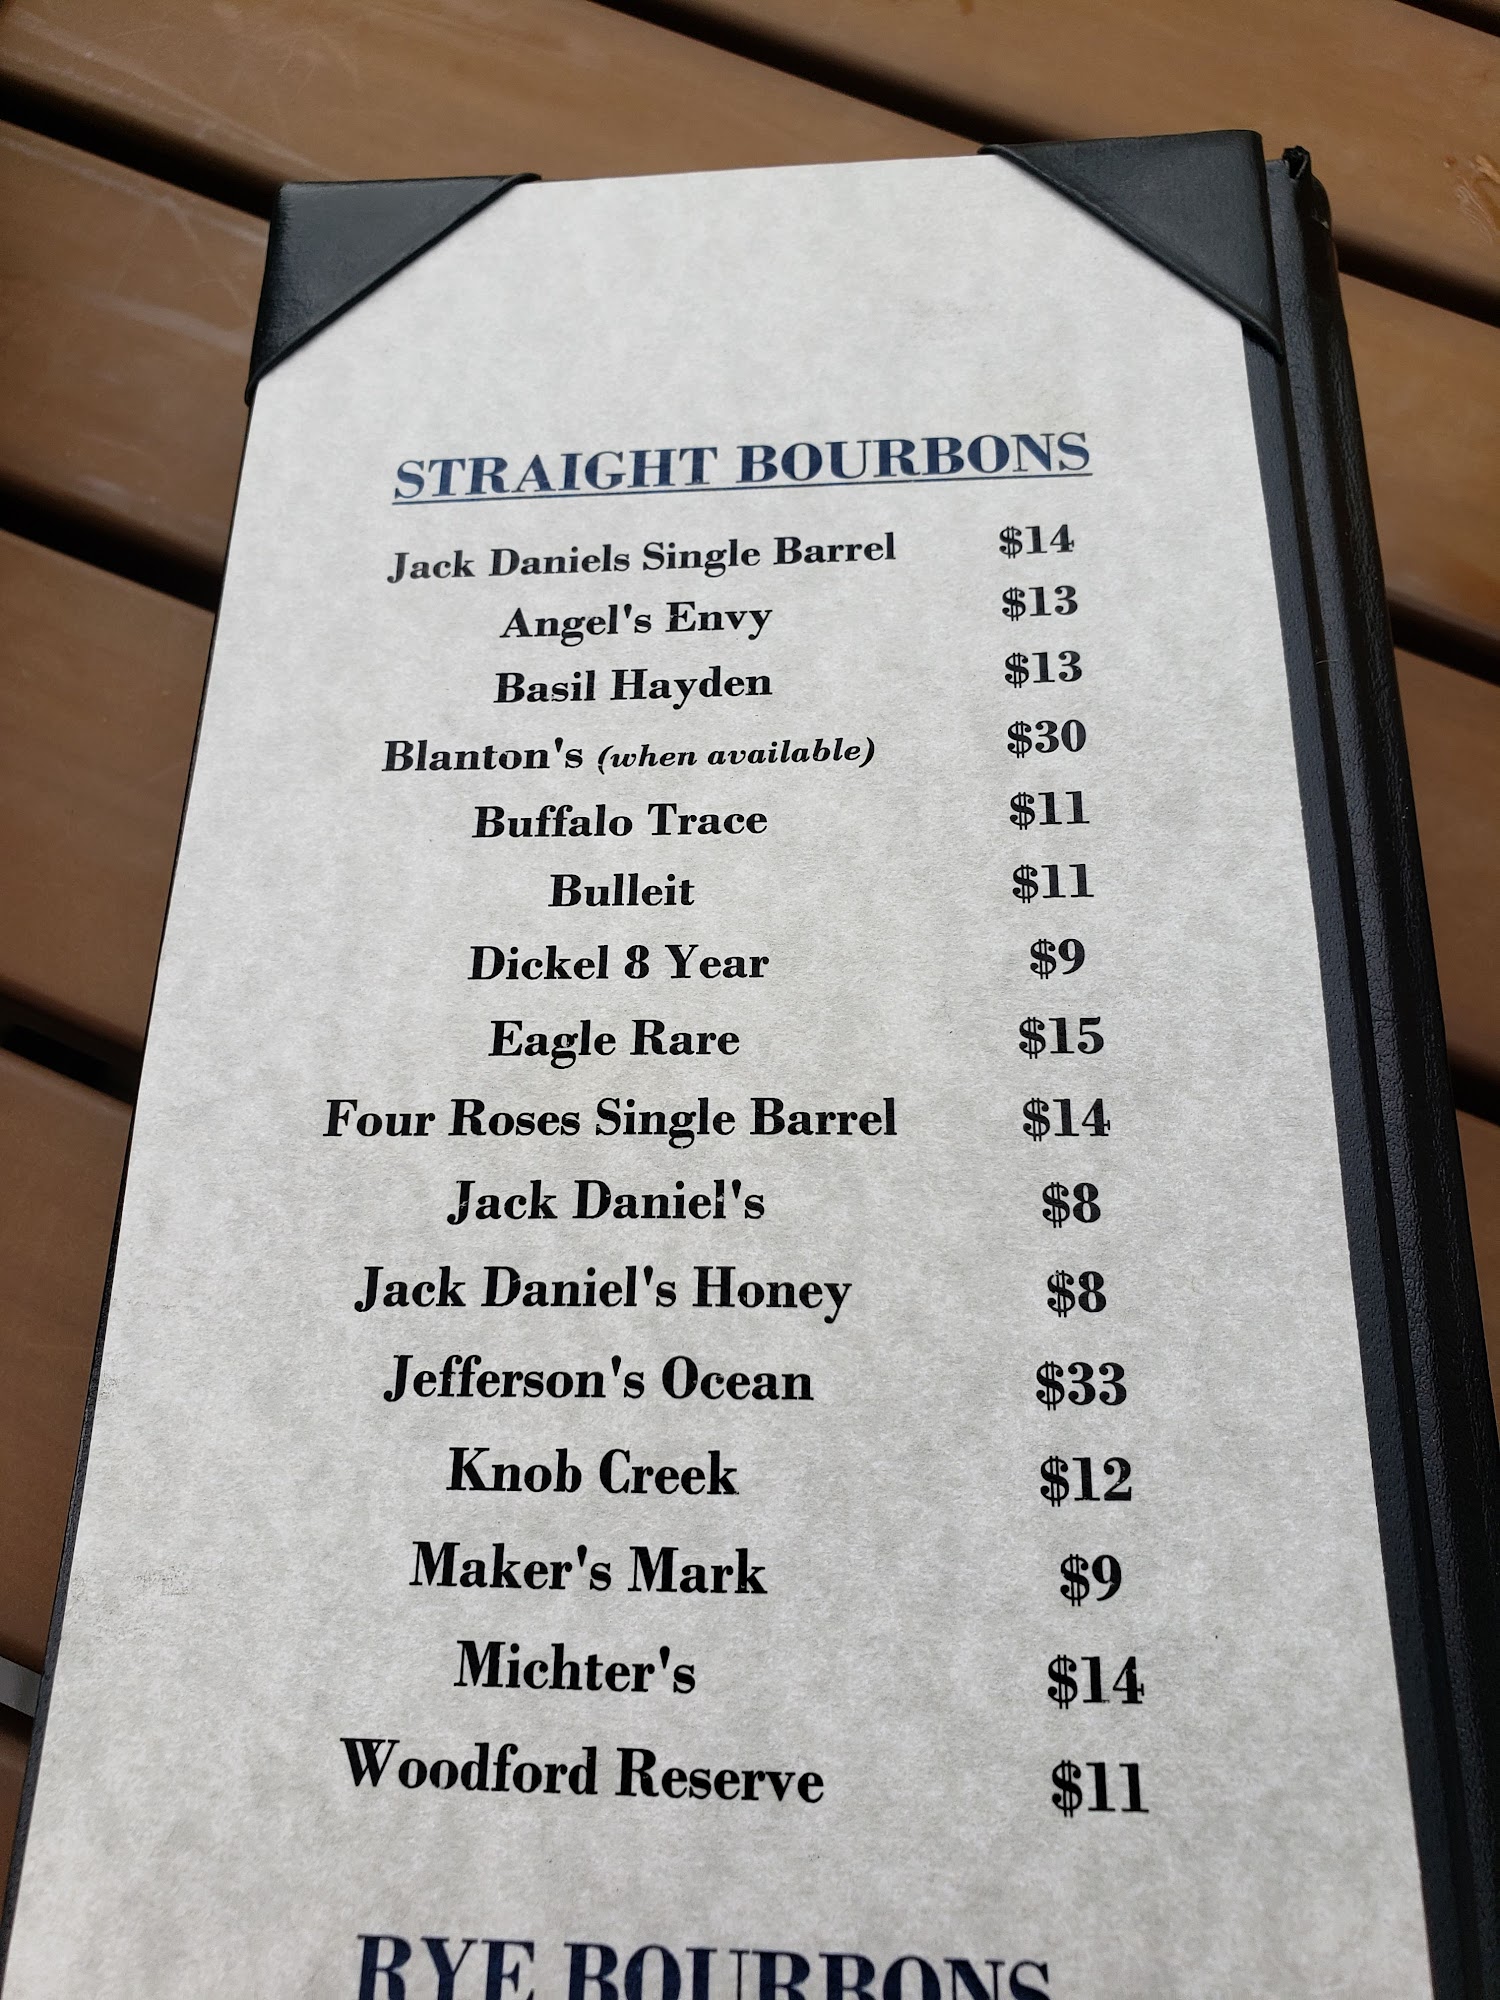 STRAIGHT BOURBONS
Jack Daniels Single Barrel $14
Angel's Envy $13
Basil Hayden $13
Blanton's (when available) $30
Buffalo Trace $11
Bulleit $11
Dickel 8 Year $9
Eagle Rare $15
Four Roses Single Barrel $14
Jack Daniel's $8
Jack Daniel's Honey $8
Jefferson's Ocean $33
Knob Creek $12
Maker's Mark $9
Michter's $14
Woodford Reserve $11
RYE BOURBONS